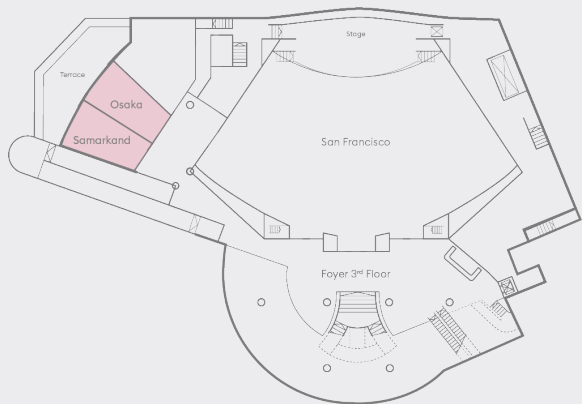 Stage
Terrace
Osaka
Samarkand
San Francisco
Foyer 3rd Floor